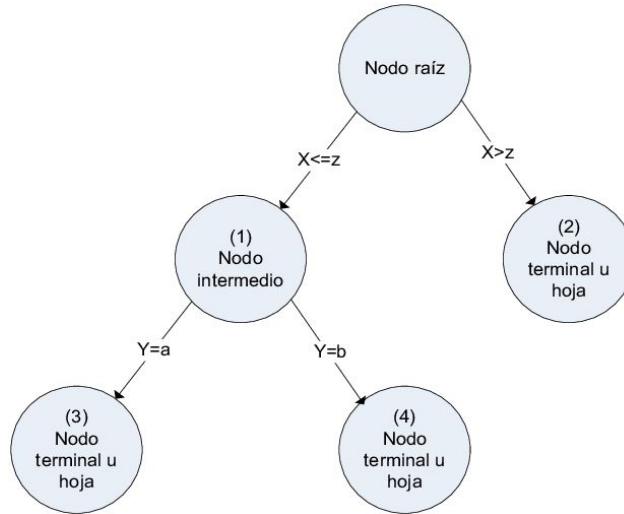 Nodo raíz
X<=z
X>z
(1)
Nodo
intermedio
(2)
Nodo
terminal u
hoja
Y=a
Y=b
(3)
Nodo
terminal u
hoja
(4)
Nodo
terminal u
hoja